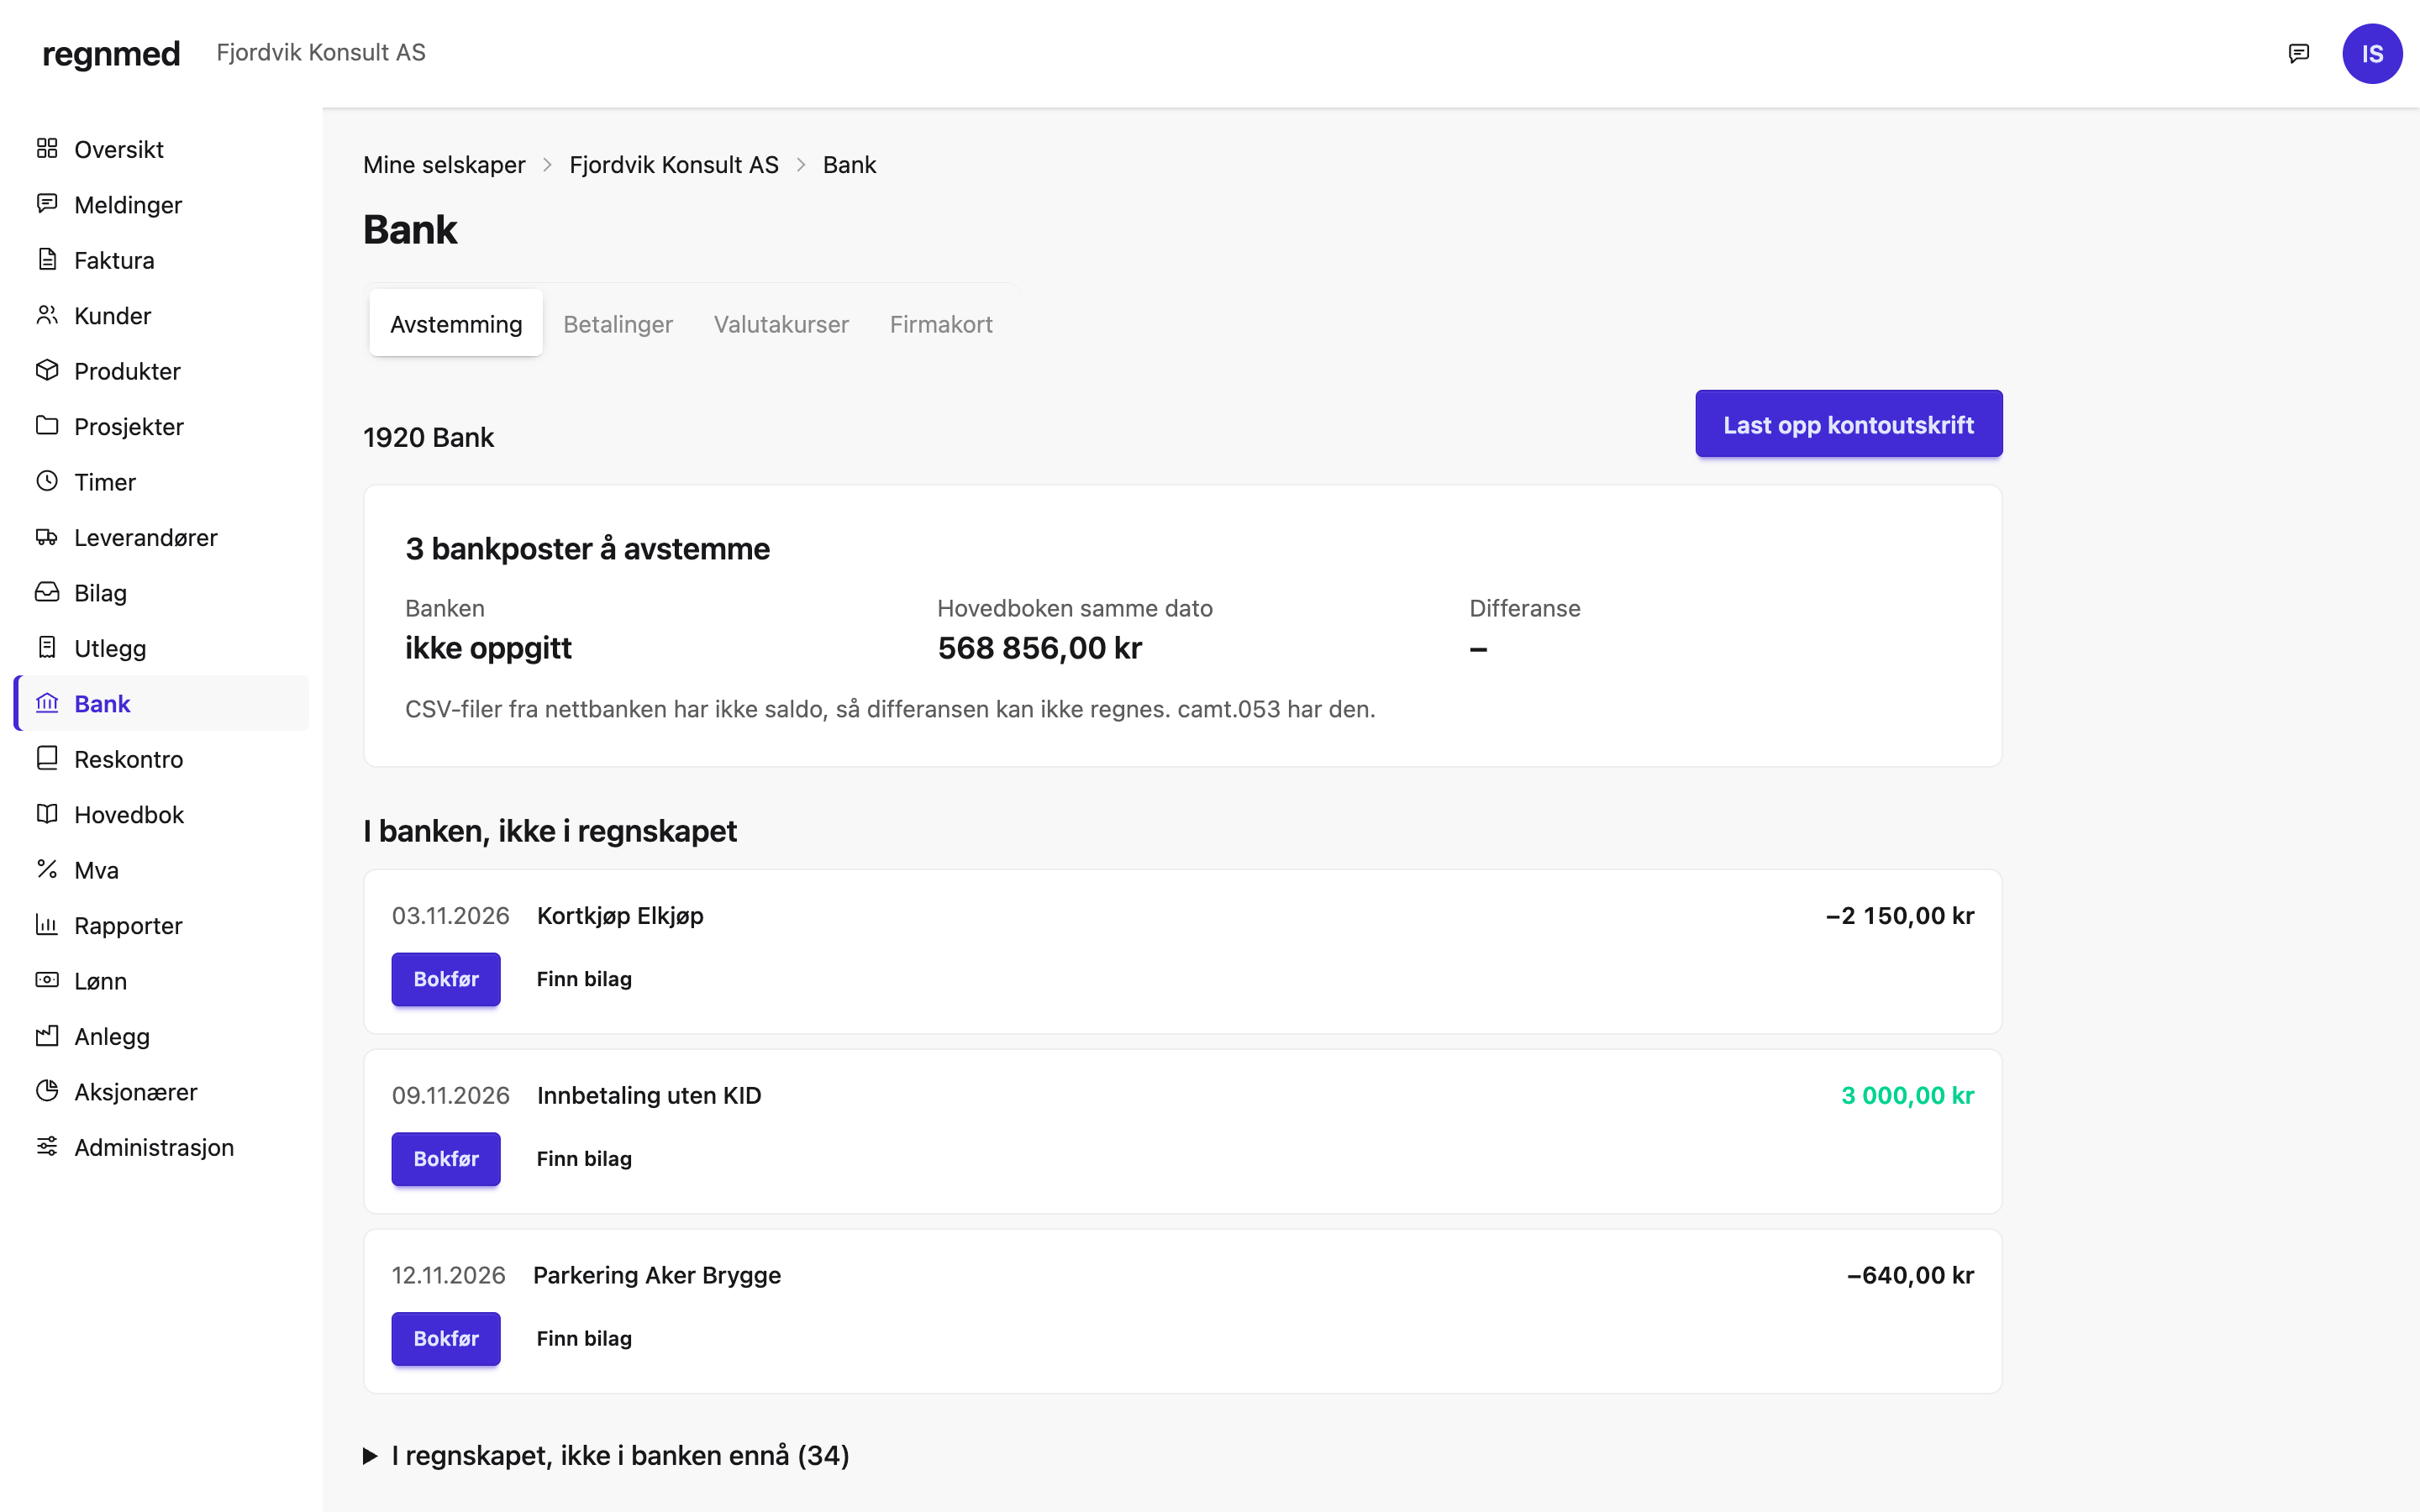 regnmed
Fjordvik Konsult AS
IS
Oversikt
Meldinger
Faktura
Kunder
Produkter
Prosjekter
Timer
Leverandører
Bilag
Utlegg
Bank
Reskontro
Hovedbok
Mva
Rapporter
Lønn
Anlegg
Aksjonærer
Administrasjon
Mine selskaper > Fjordvik Konsult AS > Bank
Bank
Avstemming Betalinger Valutakurser Firmakort
1920 Bank
Last opp kontoutskrift
3 bankposter å avstemme
Banken Hovedboken samme dato Differanse
ikke oppgitt 568 856,00 kr –
CSV-filer fra nettbanken har ikke saldo, så differansen kan ikke regnes. camt.053 har den.
I banken, ikke i regnskapet
03.11.2026 Kortkjøp Elkjøp −2 150,00 kr
Bokfør Finn bilag
09.11.2026 Innbetaling uten KID 3 000,00 kr
Bokfør Finn bilag
12.11.2026 Parkering Aker Brygge −640,00 kr
Bokfør Finn bilag
I regnskapet, ikke i banken ennå (34)